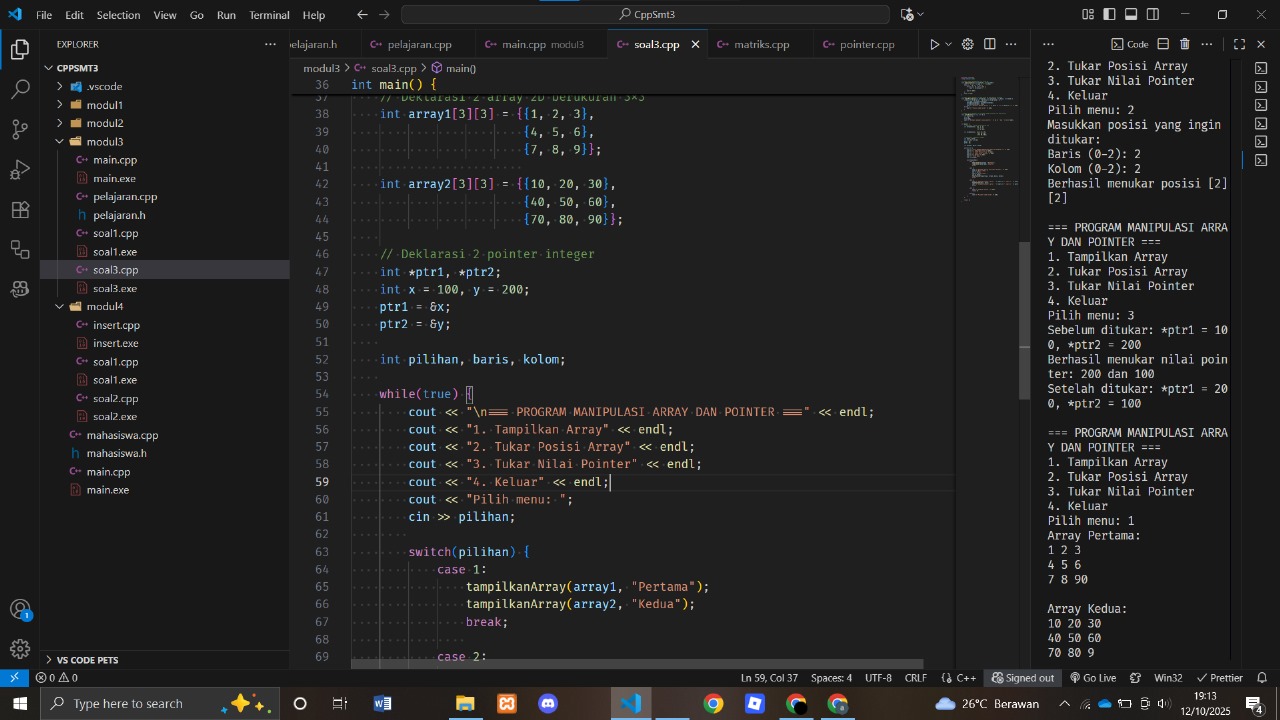 File Edit Selection View Go Run Terminal Help
CppSmt3
EXPLORER
CPPSMT3
.vscode
modul1
modul2
modul3
main.cpp
main.exe
pelajaran.cpp
pelajaran.h
soal1.cpp
soal1.exe
soal3.cpp
soal3.exe
modul4
insert.cpp
insert.exe
soal1.cpp
soal1.exe
soal2.cpp
soal2.exe
mahasiswa.cpp
mahasiswa.h
main.cpp
main.exe
VS CODE PETS
pelajaran.cpp main.cpp modul3 soal3.cpp matriks.cpp pointer.cpp
modul3 > soal3.cpp > main()
36 int main() {
37 // Deklarasi 2 array 2D berukuran 3×3
38 int array1[3][3] = {{1, 2, 3},
39 {4, 5, 6},
40 {7, 8, 9}};
41
42 int array2[3][3] = {{10, 20, 30},
43 {40, 50, 60},
44 {70, 80, 90}};
45
46 // Deklarasi 2 pointer integer
47 int *ptr1, *ptr2;
48 int x = 100, y = 200;
49 ptr1 = &x;
50 ptr2 = &y;
51
52 int pilihan, baris, kolom;
53
54 while(true) {
55 cout << "\n=== PROGRAM MANIPULASI ARRAY DAN POINTER ===" << endl;
56 cout << "1. Tampilkan Array" << endl;
57 cout << "2. Tukar Posisi Array" << endl;
58 cout << "3. Tukar Nilai Pointer" << endl;
59 cout << "4. Keluar" << endl;
60 cout << "Pilih menu: ";
61 cin >> pilihan;
62
63 switch(pilihan) {
64 case 1:
65 tampilkanArray(array1, "Pertama");
66 tampilkanArray(array2, "Kedua");
67 break;
68
69 case 2:
Code
2. Tukar Posisi Array
3. Tukar Nilai Pointer
4. Keluar
Pilih menu: 2
Masukkan posisi yang ingin
ditukar:
Baris (0-2): 2
Kolom (0-2): 2
Berhasil menukar posisi [2]
[2]
=== PROGRAM MANIPULASI ARRA
Y DAN POINTER ===
1. Tampilkan Array
2. Tukar Posisi Array
3. Tukar Nilai Pointer
4. Keluar
Pilih menu: 3
Sebelum ditukar: *ptr1 = 10
0, *ptr2 = 200
Berhasil menukar nilai poin
ter: 200 dan 100
Setelah ditukar: *ptr1 = 20
0, *ptr2 = 100
=== PROGRAM MANIPULASI ARRA
Y DAN POINTER ===
1. Tampilkan Array
2. Tukar Posisi Array
3. Tukar Nilai Pointer
4. Keluar
Pilih menu: 1
Array Pertama:
1 2 3
4 5 6
7 8 90
Array Kedua:
10 20 30
40 50 60
70 80 9
0 0 Ln 59, Col 37 Spaces: 4 UTF-8 CRLF {} C++ Signed out Go Live Win32 Prettier
Type here to search
26°C Berawan
19:13
12/10/2025
4